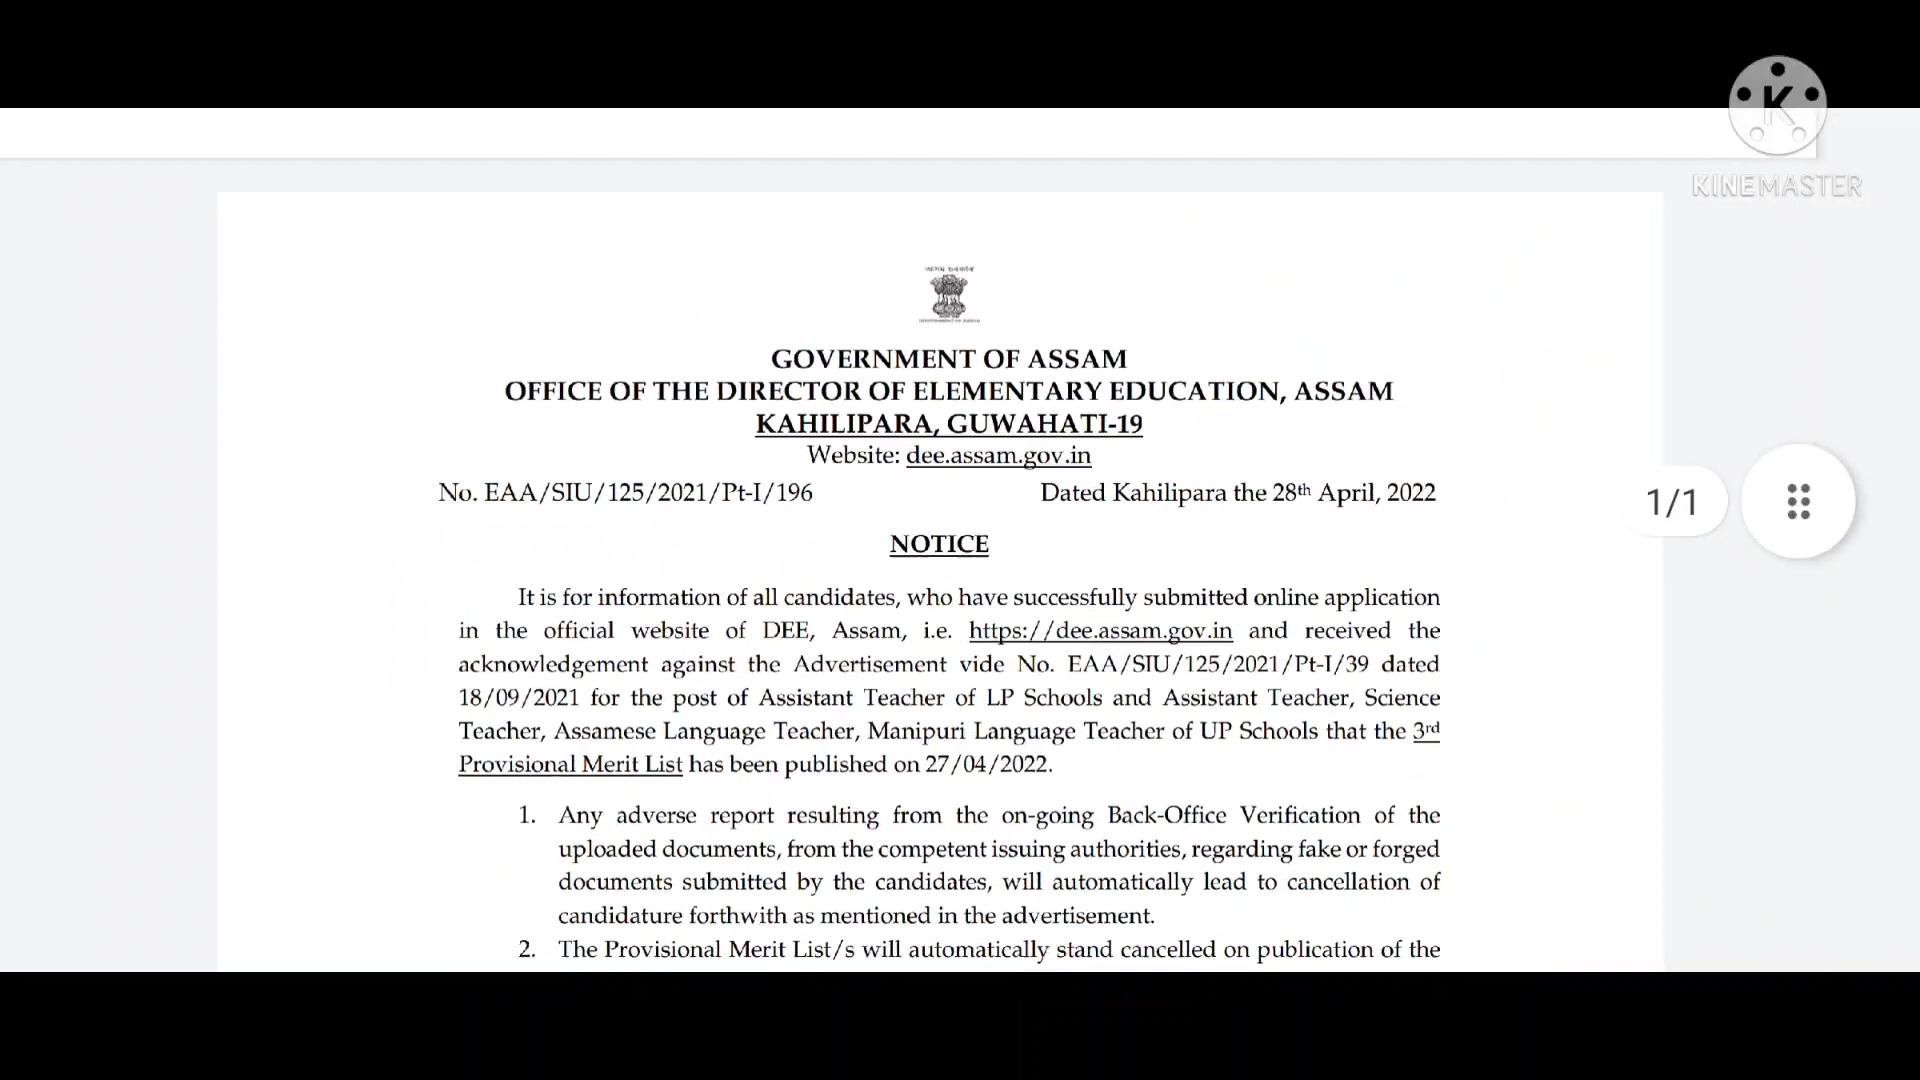 K
KINEMASTER
GOVERNMENT OF ASSAM
OFFICE OF THE DIRECTOR OF ELEMENTARY EDUCATION, ASSAM
KAHILIPARA, GUWAHATI-19
Website: dee.assam.gov.in
No. EAA/SIU/125/2021/Pt-I/196 Dated Kahilipara the 28th April, 2022
1/1
NOTICE
It is for information of all candidates, who have successfully submitted online application
in the official website of DEE, Assam, i.e. https://dee.assam.gov.in and received the
acknowledgement against the Advertisement vide No. EAA/SIU/125/2021/Pt-I/39 dated
18/09/2021 for the post of Assistant Teacher of LP Schools and Assistant Teacher, Science
Teacher, Assamese Language Teacher, Manipuri Language Teacher of UP Schools that the 3rd
Provisional Merit List has been published on 27/04/2022.
1. Any adverse report resulting from the on-going Back-Office Verification of the
uploaded documents, from the competent issuing authorities, regarding fake or forged
documents submitted by the candidates, will automatically lead to cancellation of
candidature forthwith as mentioned in the advertisement.
2. The Provisional Merit List/s will automatically stand cancelled on publication of the